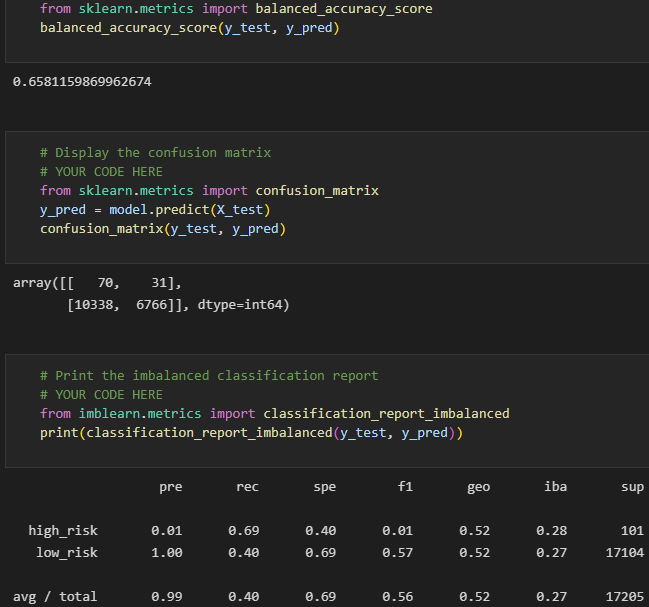 from sklearn.metrics import balanced_accuracy_score
balanced_accuracy_score(y_test, y_pred)
0.6581159869962674
# Display the confusion matrix
# YOUR CODE HERE
from sklearn.metrics import confusion_matrix
y_pred = model.predict(X_test)
confusion_matrix(y_test, y_pred)
array([[   70,    31],
       [10338,  6766]], dtype=int64)
# Print the imbalanced classification report
# YOUR CODE HERE
from imblearn.metrics import classification_report_imbalanced
print(classification_report_imbalanced(y_test, y_pred))
                   pre       rec       spe        f1       geo       iba       sup
  high_risk       0.01      0.69      0.40      0.01      0.52      0.28       101
   low_risk       1.00      0.40      0.69      0.57      0.52      0.27     17104
avg / total       0.99      0.40      0.69      0.56      0.52      0.27     17205